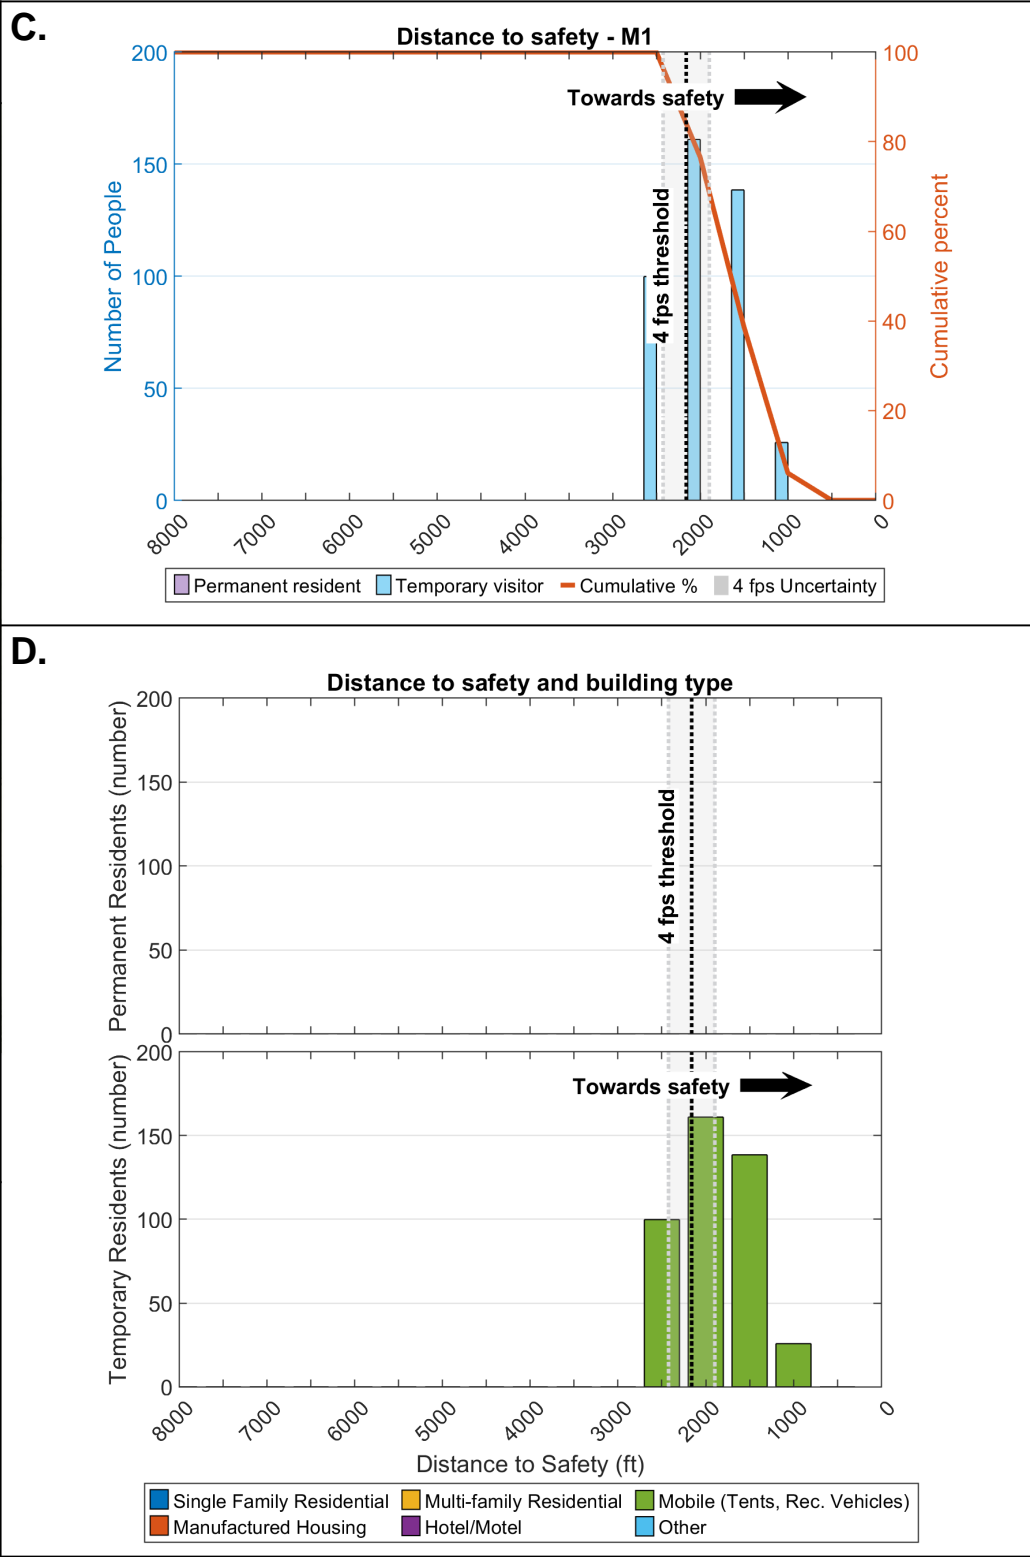 C.
Distance to safety - M1
200
150
100
50
0
Number of People
100
80
60
40
20
0
Cumulative percent
Towards safety
4 fps threshold
8000
7000
6000
5000
4000
3000
2000
1000
0
Permanent resident Temporary visitor Cumulative % 4 fps Uncertainty
D.
Distance to safety and building type
200
150
100
50
0
Permanent Residents (number)
4 fps threshold
200
150
100
50
0
Temporary Residents (number)
Towards safety
8000
7000
6000
5000
4000
3000
2000
1000
0
Distance to Safety (ft)
Single Family Residential Multi-family Residential Mobile (Tents, Rec. Vehicles)
Manufactured Housing Hotel/Motel Other